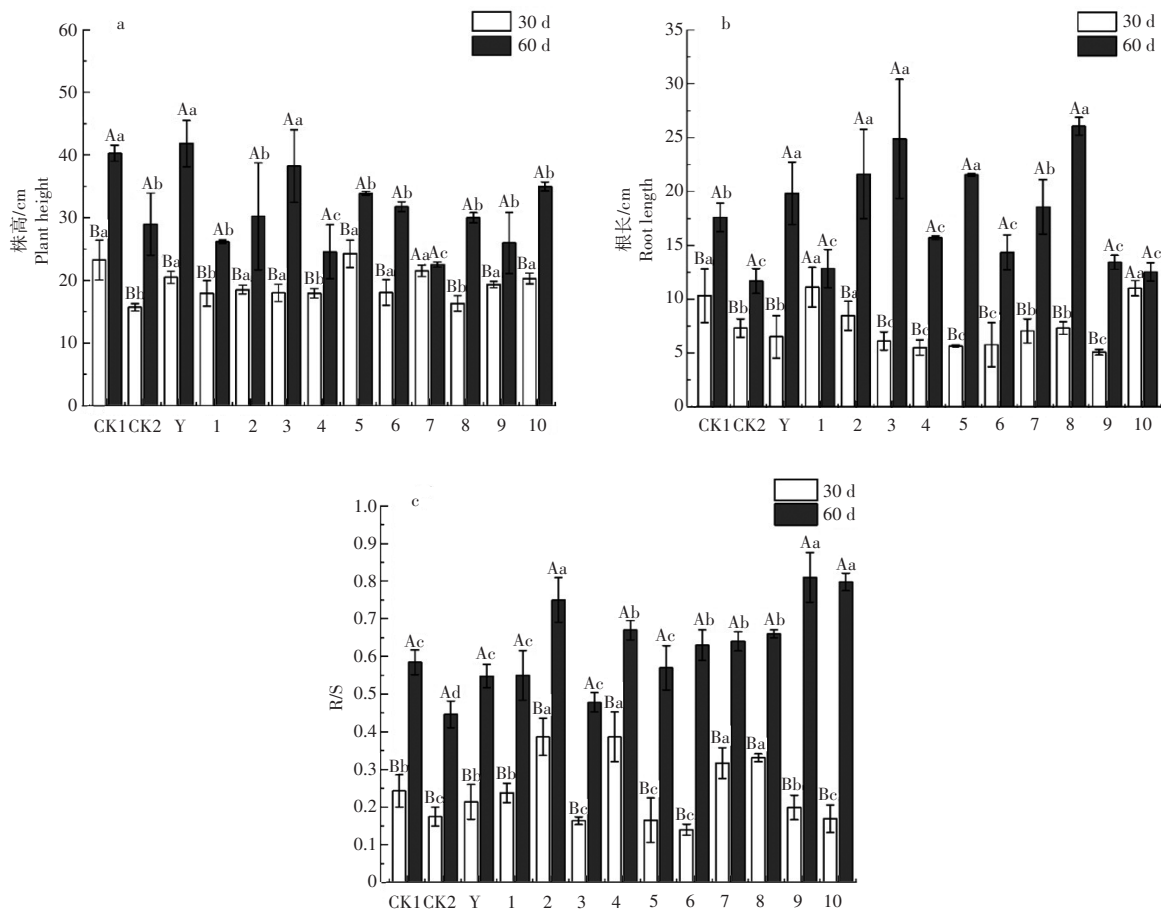 a
30 d
60 d
株高/cm
Plant height
60
50
40
30
20
10
0
Ba Aa Bb Ab Ba Aa Bb Ab Ba Ab Ba Aa Ba Ac Ba Ab Ba Ab Aa Ac Bb Ab Ba Ab Ba Ab
CK1 CK2 Y 1 2 3 4 5 6 7 8 9 10
b
30 d
60 d
根长/cm
Root length
35
30
25
20
15
10
5
0
Ba Ab Bb Ac Bb Aa Aa Ac Ba Aa Bc Aa Bc Ac Bc Aa Bc Ac Bb Ab Bb Aa Bc Ac Aa Ac
CK1 CK2 Y 1 2 3 4 5 6 7 8 9 10
c
30 d
60 d
R/S
1.0
0.9
0.8
0.7
0.6
0.5
0.4
0.3
0.2
0.1
0
Bb Ac Bc Ad Bb Ac Bb Ac Ba Aa Bc Ac Ba Ab Bc Ac Bc Ab Ba Ab Ba Ab Bb Aa Bc Aa
CK1 CK2 Y 1 2 3 4 5 6 7 8 9 10